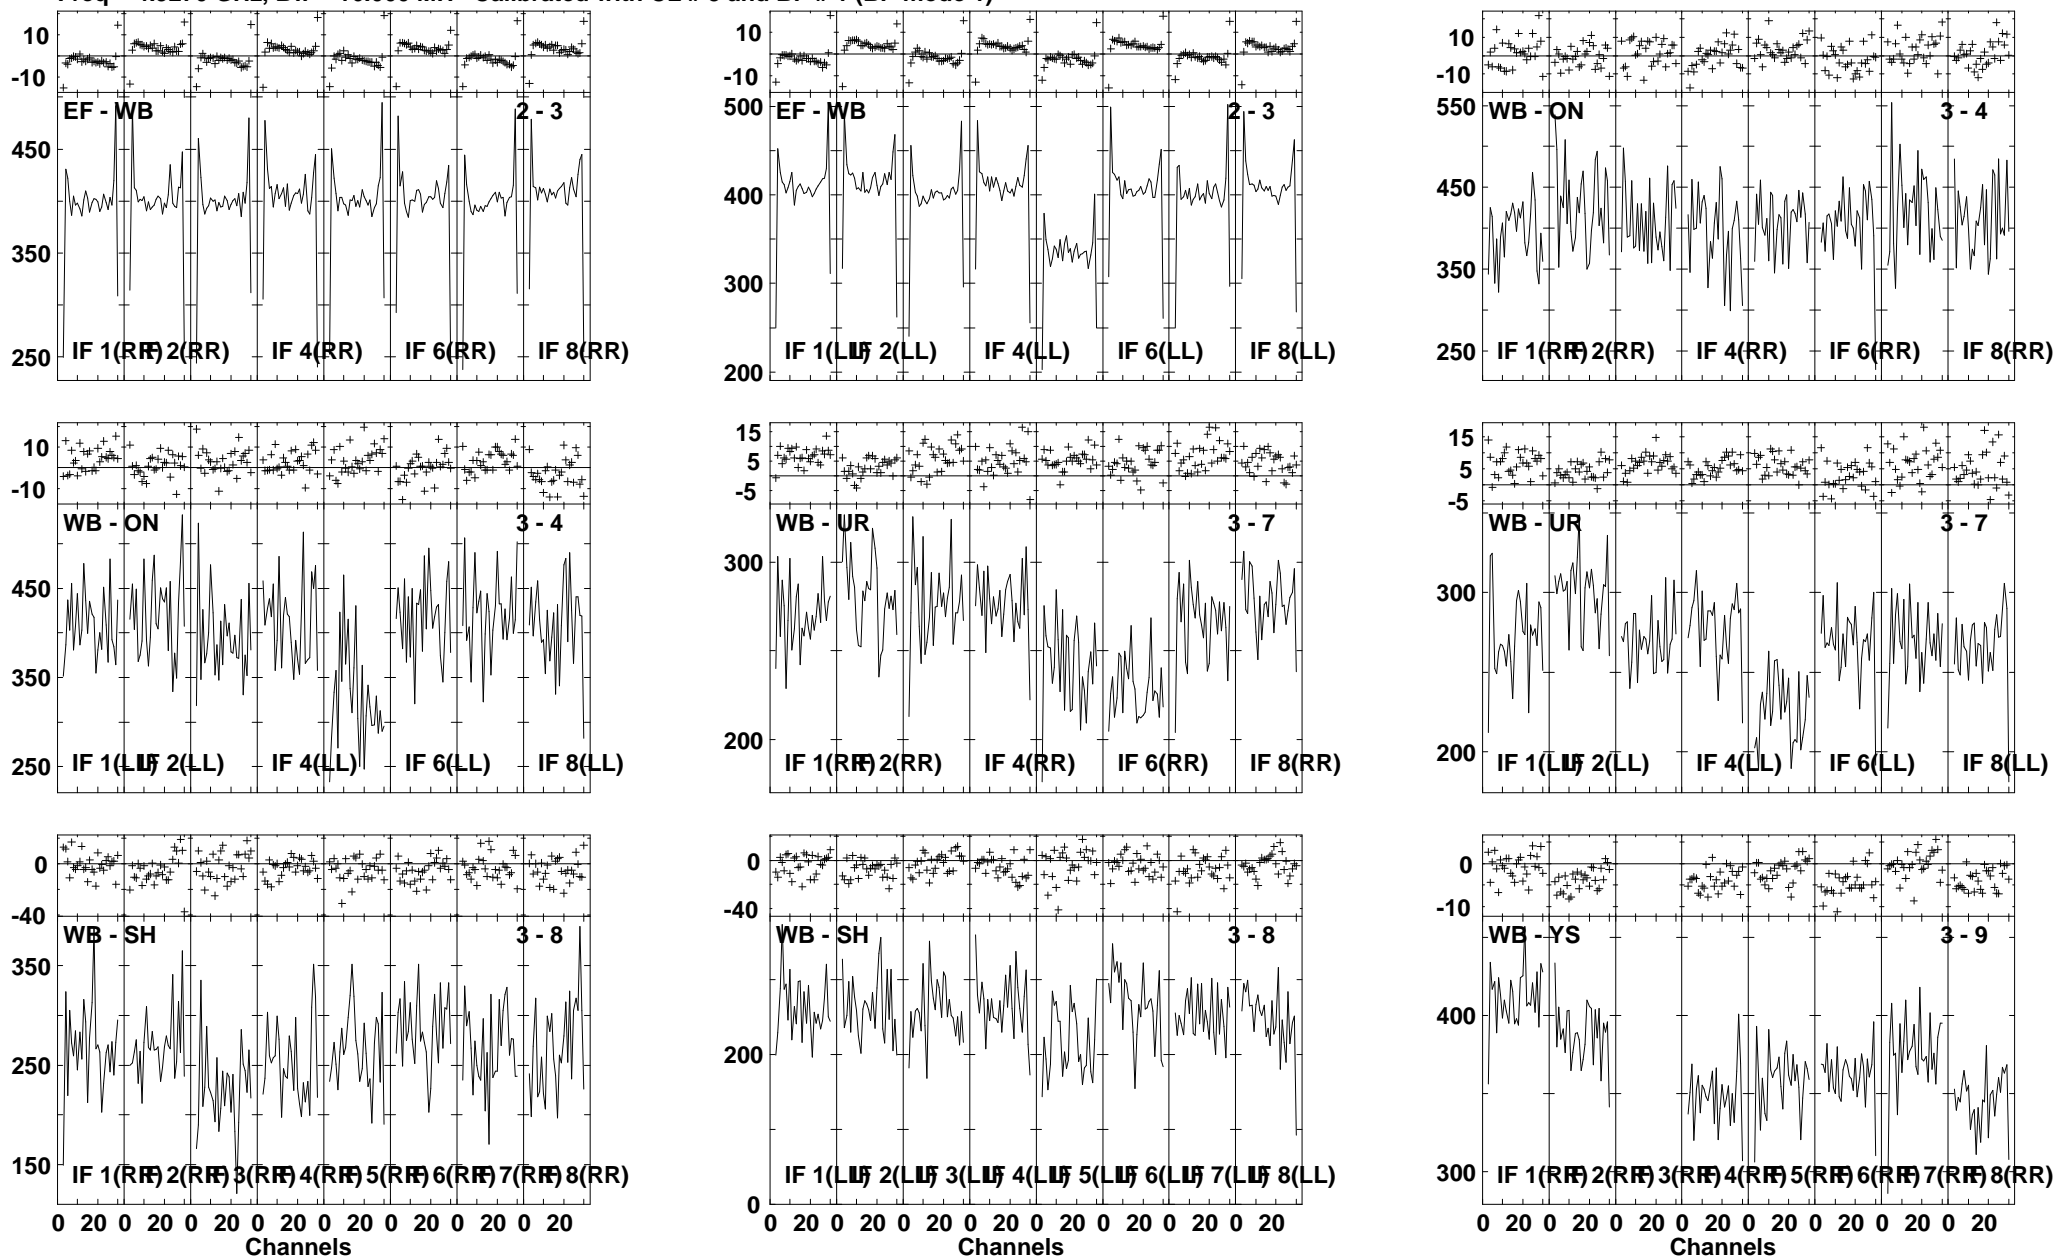 10 10 10
-10 -10 -10
EF - WB 2 - 3 EF - WB 2 - 3 WB - ON 3 - 4
450 500 550
350 400 450
300 350
250 200 250
IF 1(RR) IF 2(RR) IF 4(RR) IF 6(RR) IF 8(RR) IF 1(LL) IF 2(LL) IF 4(LL) IF 6(LL) IF 8(LL) IF 1(RR) IF 2(RR) IF 4(RR) IF 6(RR) IF 8(RR)
10 15 15
-10 5 5
-5 -5
WB - ON 3 - 4 WB - UR 3 - 7 WB - UR 3 - 7
450 300 300
350
250 200 200
IF 1(LL) IF 2(LL) IF 4(LL) IF 6(LL) IF 8(LL) IF 1(RR) IF 2(RR) IF 4(RR) IF 6(RR) IF 8(RR) IF 1(LL) IF 2(LL) IF 4(LL) IF 6(LL) IF 8(LL)
0 0 0
-40 -40 -10
WB - SH 3 - 8 WB - SH 3 - 8 WB - YS 3 - 9
350 400
250 200
150 0 300
IF 1(RR) IF 2(RR) IF 3(RR) IF 4(RR) IF 5(RR) IF 6(RR) IF 7(RR) IF 8(RR) IF 1(LL) IF 2(LL) IF 3(LL) IF 4(LL) IF 5(LL) IF 6(LL) IF 7(LL) IF 8(LL) IF 1(RR) IF 2(RR) IF 3(RR) IF 4(RR) IF 5(RR) IF 6(RR) IF 7(RR) IF 8(RR)
0 20 0 20 0 20 0 20 0 20 0 20 0 20 0 20 0 20 0 20 0 20 0 20 0 20 0 20 0 20 0 20 0 20 0 20 0 20 0 20 0 20 0 20 0 20 0 20
Channels Channels Channels